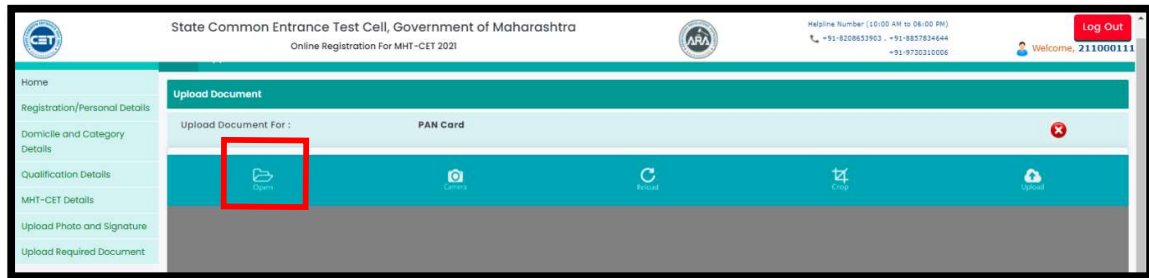 CET
State Common Entrance Test Cell, Government of Maharashtra
Online Registration For MHT-CET 2021
ARA
Helpline Number (10:00 AM to 06:00 PM)
+91-8208653903 , +91-8857834644
+91-9730310006
Log Out
Welcome, 211000111
Home
Registration/Personal Details
Domicile and Category
Details
Qualification Details
MHT-CET Details
Upload Photo and Signature
Upload Required Document
Upload Document
Upload Document For :
PAN Card
Open
Camera
Reload
Crop
Upload